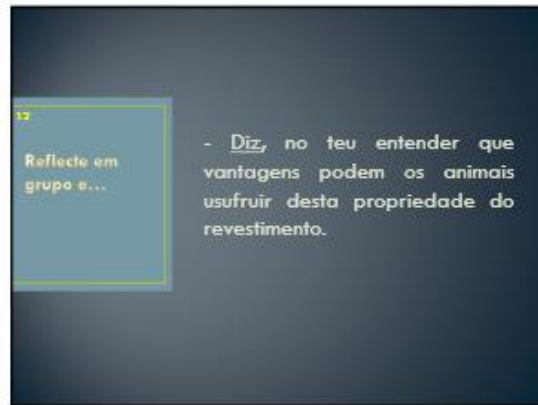 12
Reflecte em
grupo e...
- Diz, no teu entender que
vantagens podem os animais
usufruir desta propriedade do
revestimento.